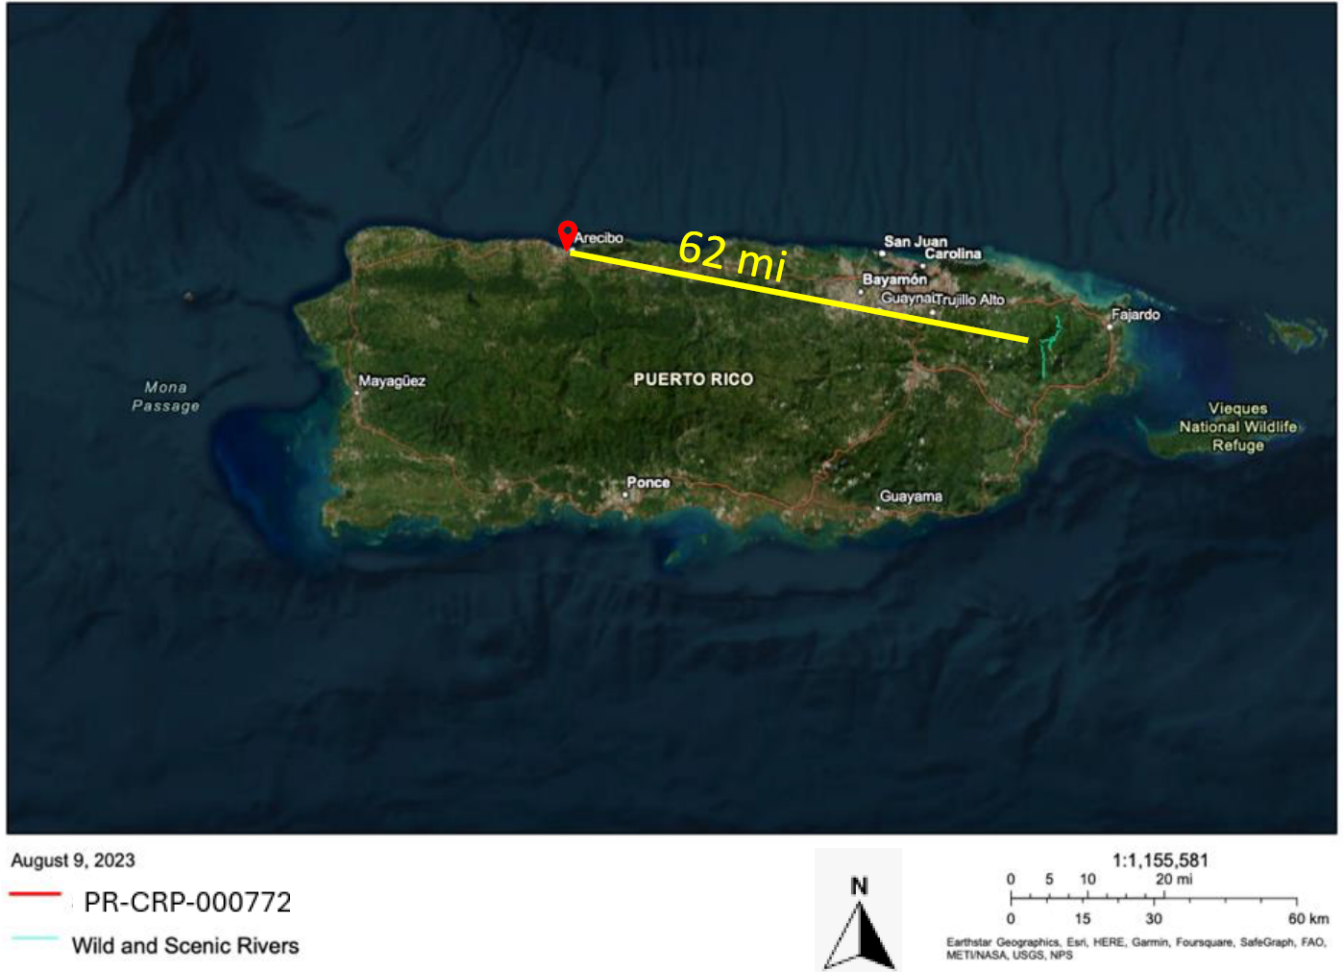 Arecibo
62 mi
San Juan
Carolina
Bayamón
Guaynab
Trujillo Alto
Fajardo
Mona
Passage
Mayagüez
PUERTO RICO
Vieques
National Wildlife
Refuge
Ponce
Guayama
August 9, 2023
PR-CRP-000772
Wild and Scenic Rivers
N
1:1,155,581
0 5 10 20 mi
0 15 30 60 km
Earthstar Geographics, Esri, HERE, Garmin, Foursquare, SafeGraph, FAO,
METI/NASA, USGS, NPS